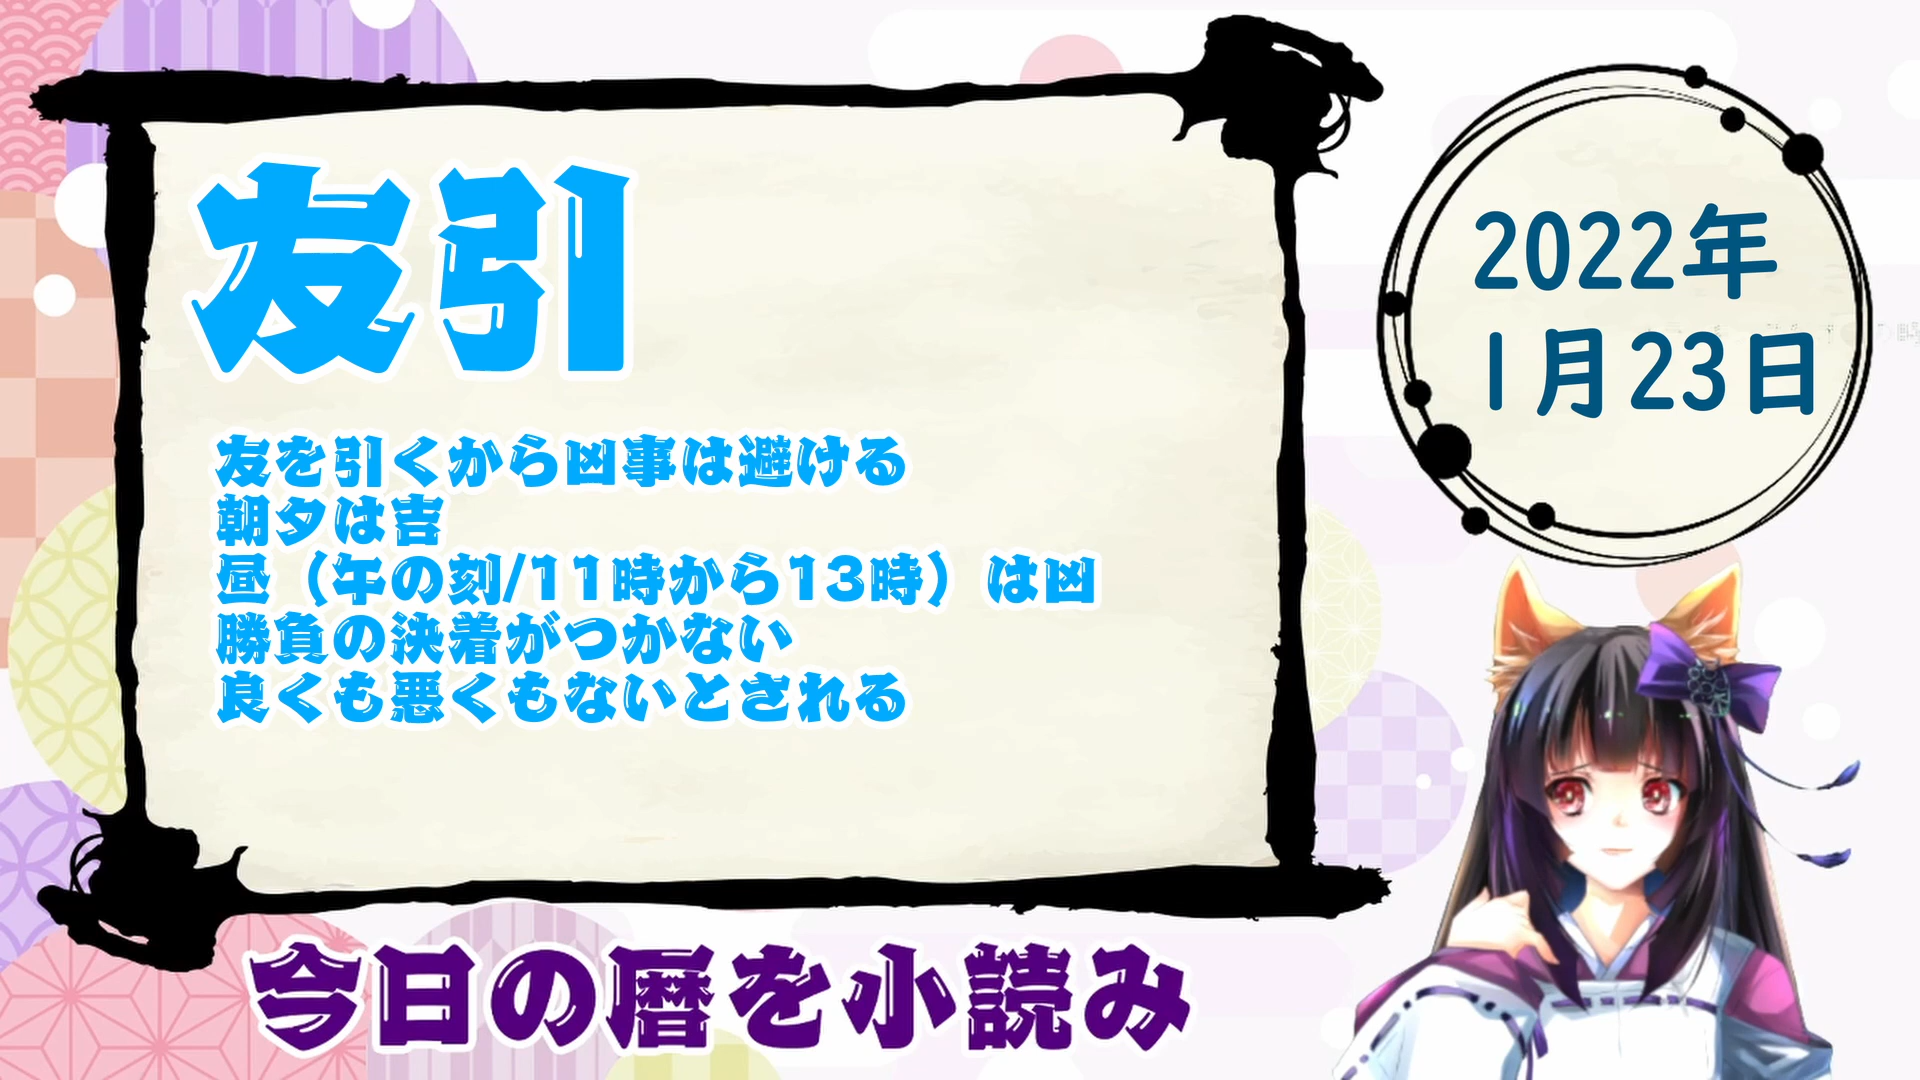 友引
友を引くから凶事は避ける
朝夕は吉
昼（午の刻/11時から13時）は凶
勝負の決着がつかない
良くも悪くもないとされる
2022年
1月23日
今日の暦を小読み